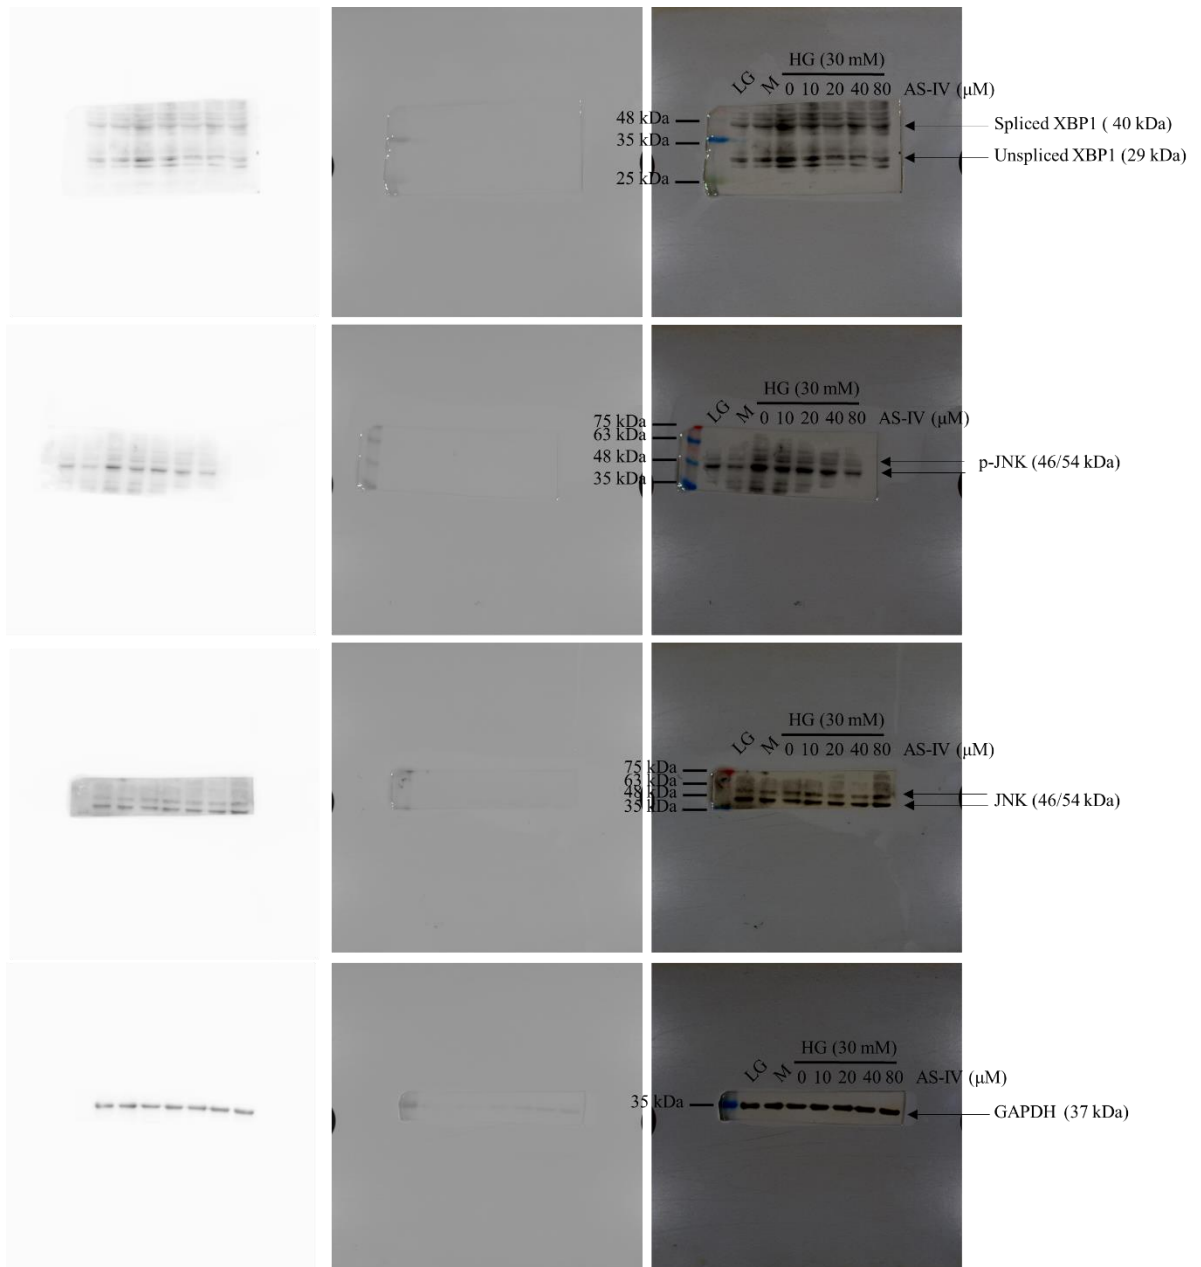 HG (30 mM)
LG M 0 10 20 40 80 AS-IV (μM)
48 kDa
35 kDa
25 kDa
Spliced XBP1 ( 40 kDa)
Unspliced XBP1 (29 kDa)
HG (30 mM)
LG M 0 10 20 40 80 AS-IV (μM)
75 kDa
63 kDa
48 kDa
35 kDa
p-JNK (46/54 kDa)
HG (30 mM)
LG M 0 10 20 40 80 AS-IV (μM)
75 kDa
63 kDa
48 kDa
35 kDa
JNK (46/54 kDa)
HG (30 mM)
LG M 0 10 20 40 80 AS-IV (μM)
35 kDa
GAPDH (37 kDa)